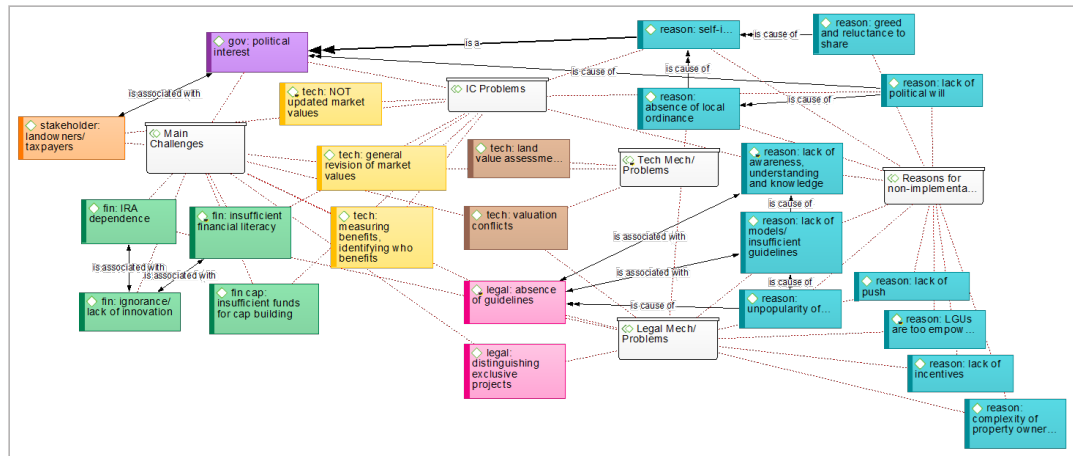 gov: political
interest
is a
reason: self-i...
is cause of
reason: greed
and reluctance to
share
is cause of
is cause of
is associated with
tech: NOT
updated market
values
IC Problems
reason:
absence of local
ordinance
is cause of
reason: lack of
political will
stakeholder:
landowners/
taxpayers
Main
Challenges
tech: general
revision of market
values
tech: land
value assessme...
Tech Mech/
Problems
reason: lack of
awareness,
understanding
and knowledge
Reasons for
non-implementa...
is cause of
fin: IRA
dependence
fin: insufficient
financial literacy
tech:
measuring
benefits,
identifying who
benefits
tech: valuation
conflicts
is associated with
reason: lack of
models/
insufficient
guidelines
is associated with
is associated with
is associated with
is cause of
fin: ignorance/
lack of innovation
fin cap:
insufficient funds
for cap building
legal: absence
of guidelines
is cause of
reason:
unpopularity of...
reason: lack of
push
Legal Mech/
Problems
reason: LGUs
are too empow...
legal:
distinguishing
exclusive
projects
reason: lack of
incentives
reason:
complexity of
property owner...